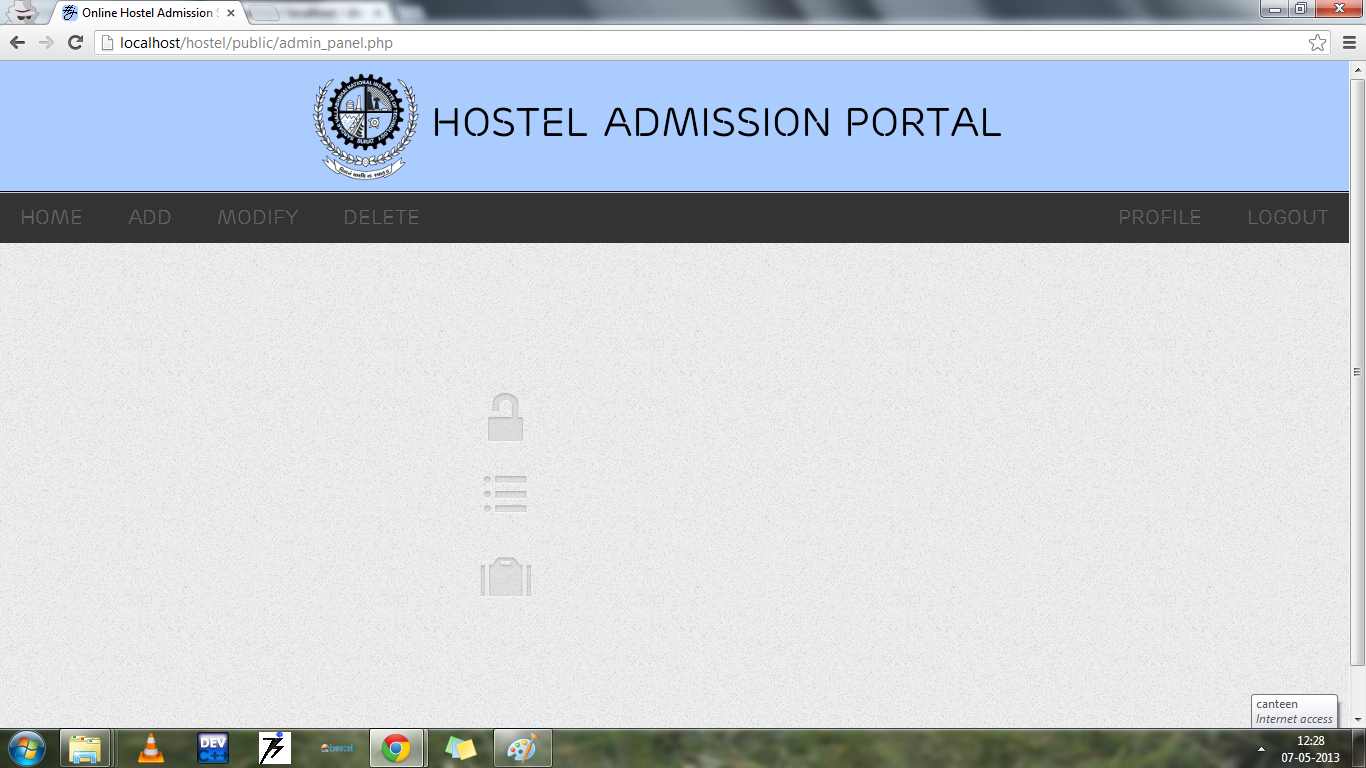 Online Hostel Admission S
localhost/hostel/public/admin_panel.php
SURAT
HOSTEL ADMISSION PORTAL
HOME ADD MODIFY DELETE PROFILE LOGOUT
canteen
Internet access
DEV
C++
12:28
07-05-2013